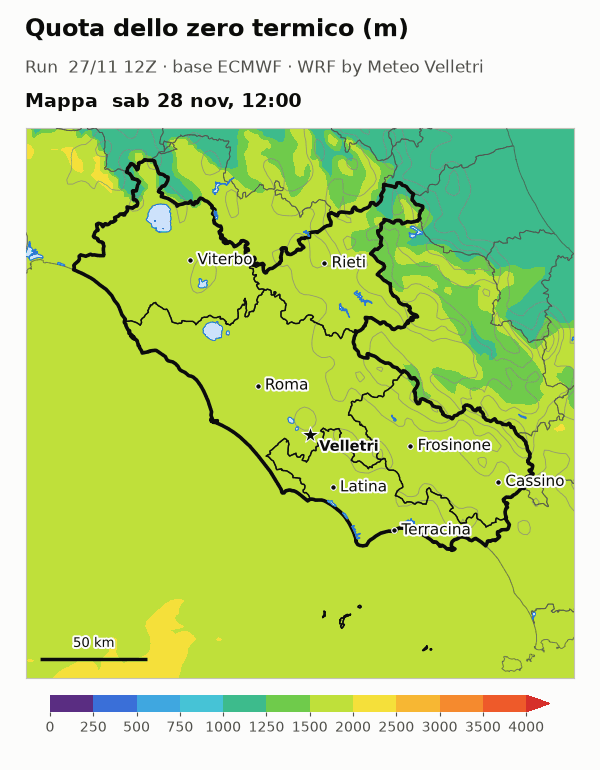 Quota dello zero termico (m)
Run  27/11 12Z · base ECMWF · WRF by Meteo Velletri
Mappa  sab 28 nov, 12:00
Viterbo
Rieti
Roma
Velletri
Frosinone
Latina
Cassino
Terracina
50 km
0 250 500 750 1000 1250 1500 2000 2500 3000 3500 4000